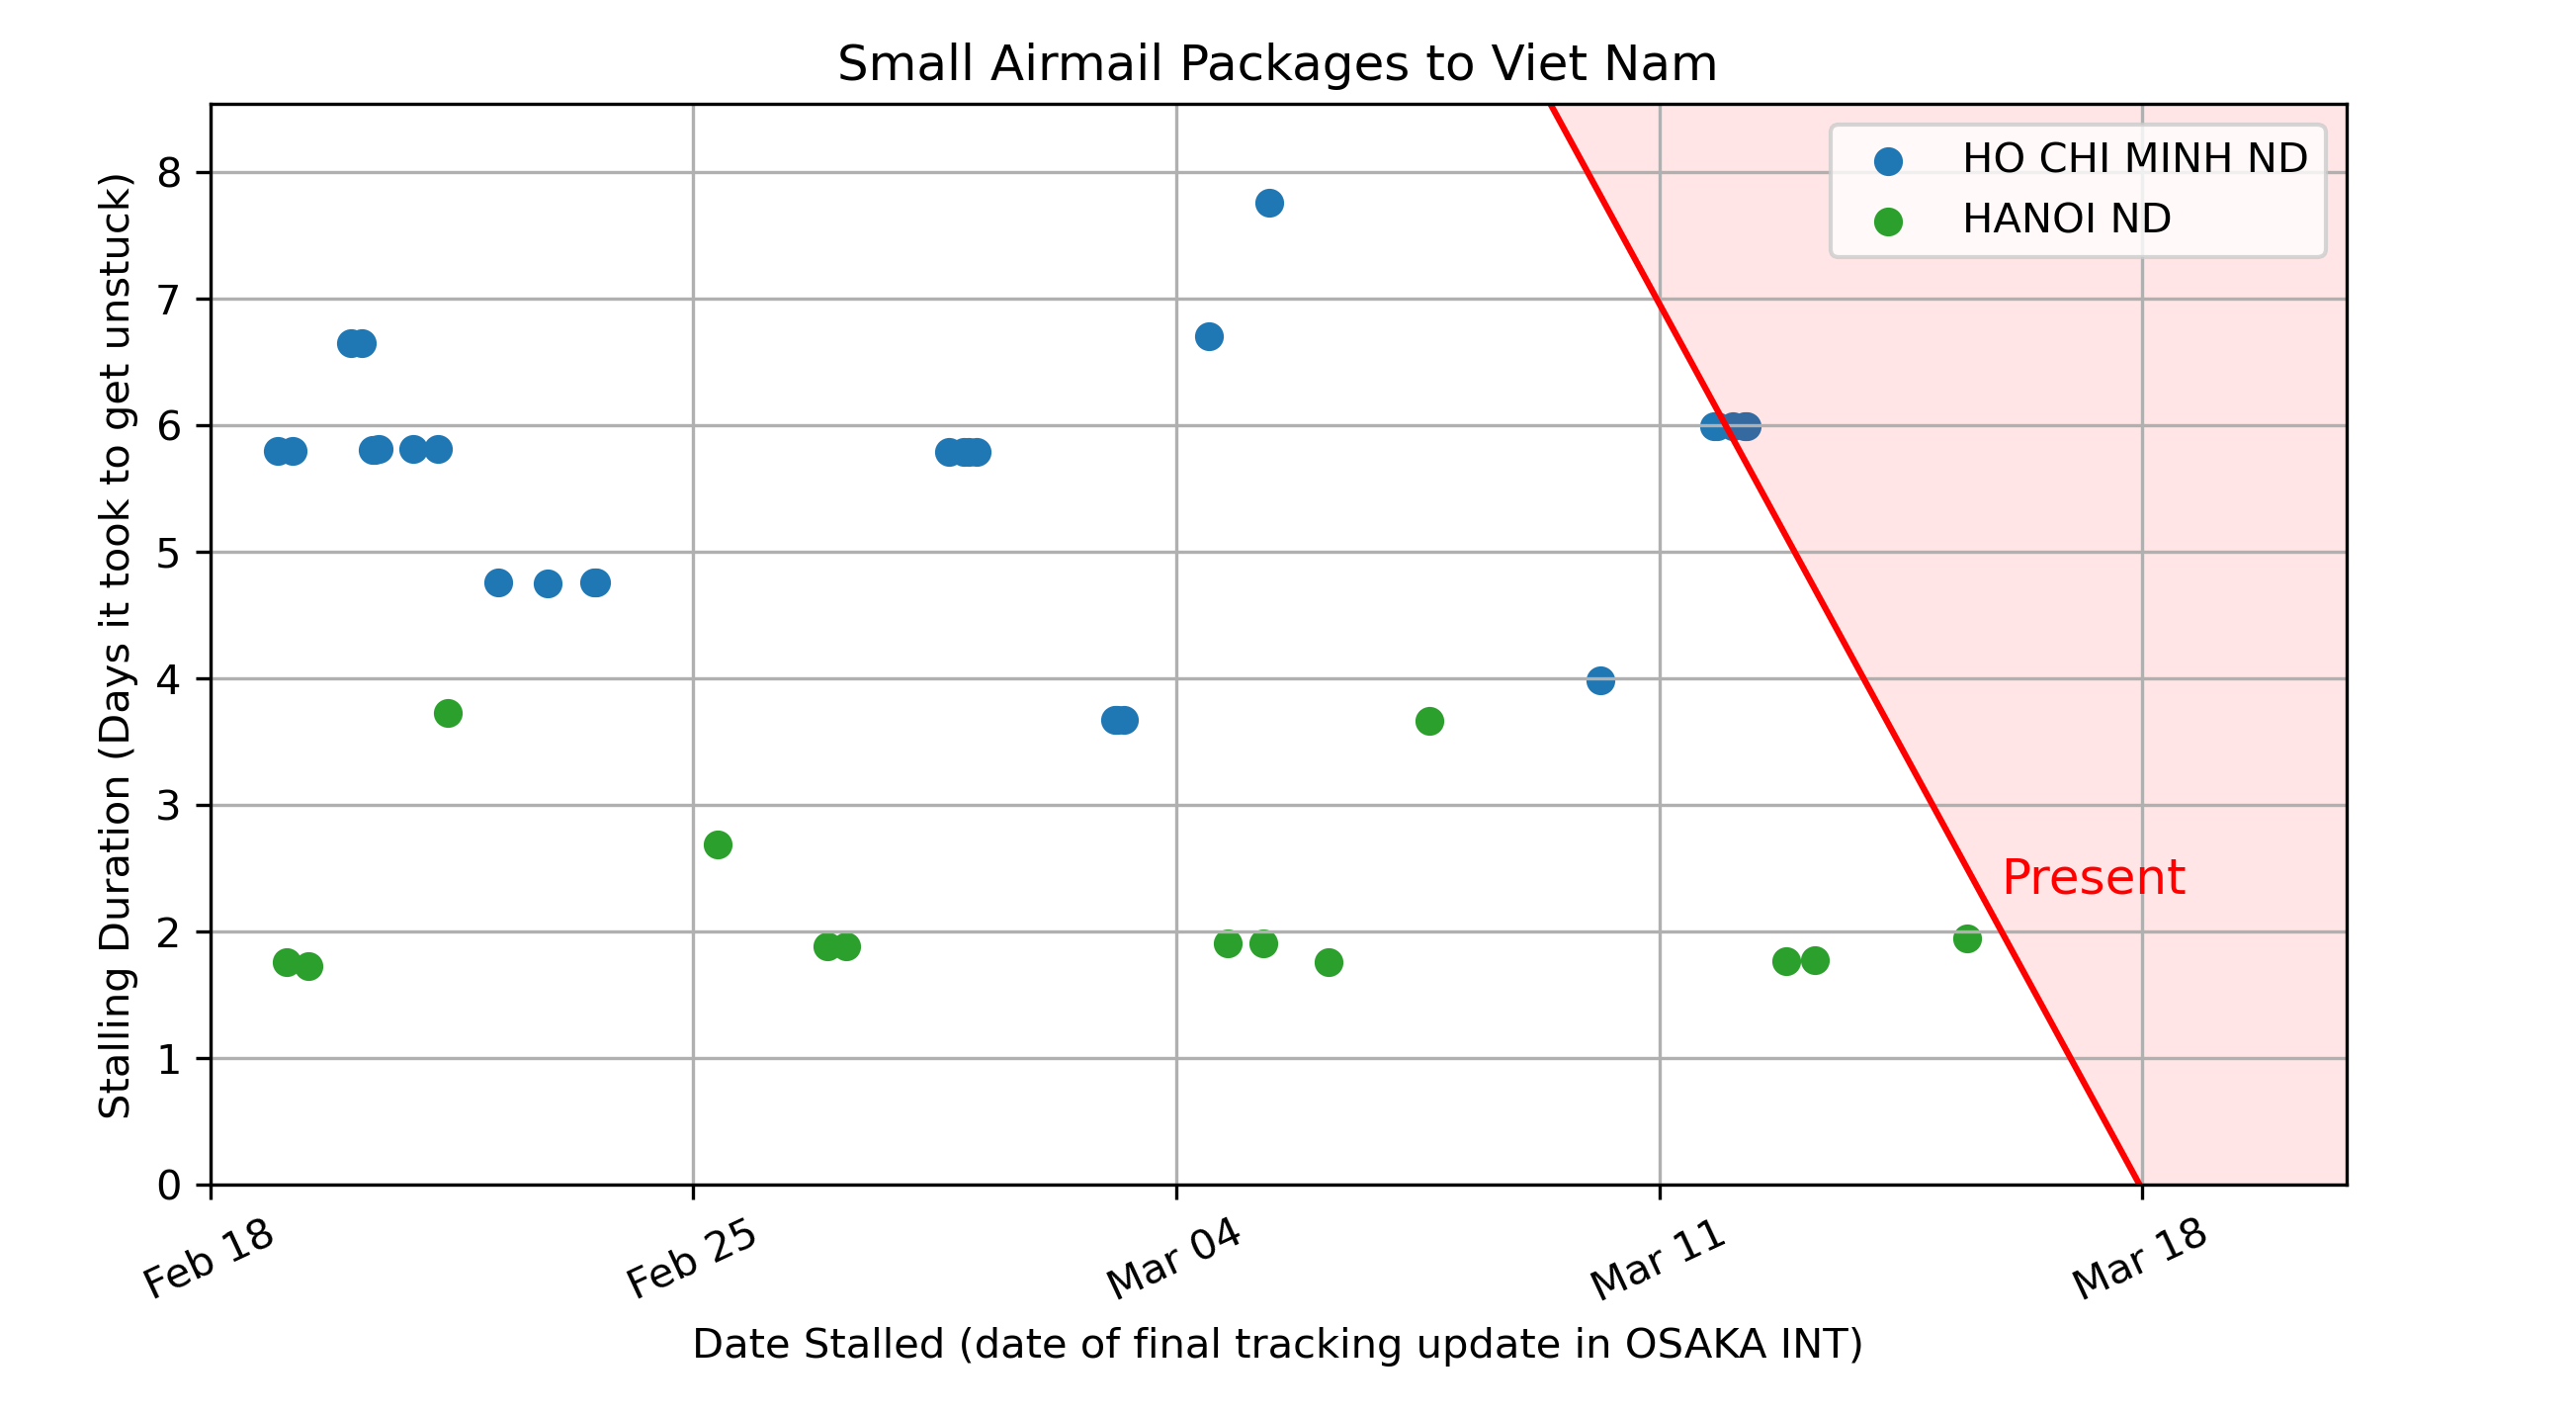 Small Airmail Packages to Viet Nam
HO CHI MINH ND
HANOI ND
Stalling Duration (Days it took to get unstuck)
8
7
6
5
4
3
2
1
0
Present
Feb 18
Feb 25
Mar 04
Mar 11
Mar 18
Date Stalled (date of final tracking update in OSAKA INT)